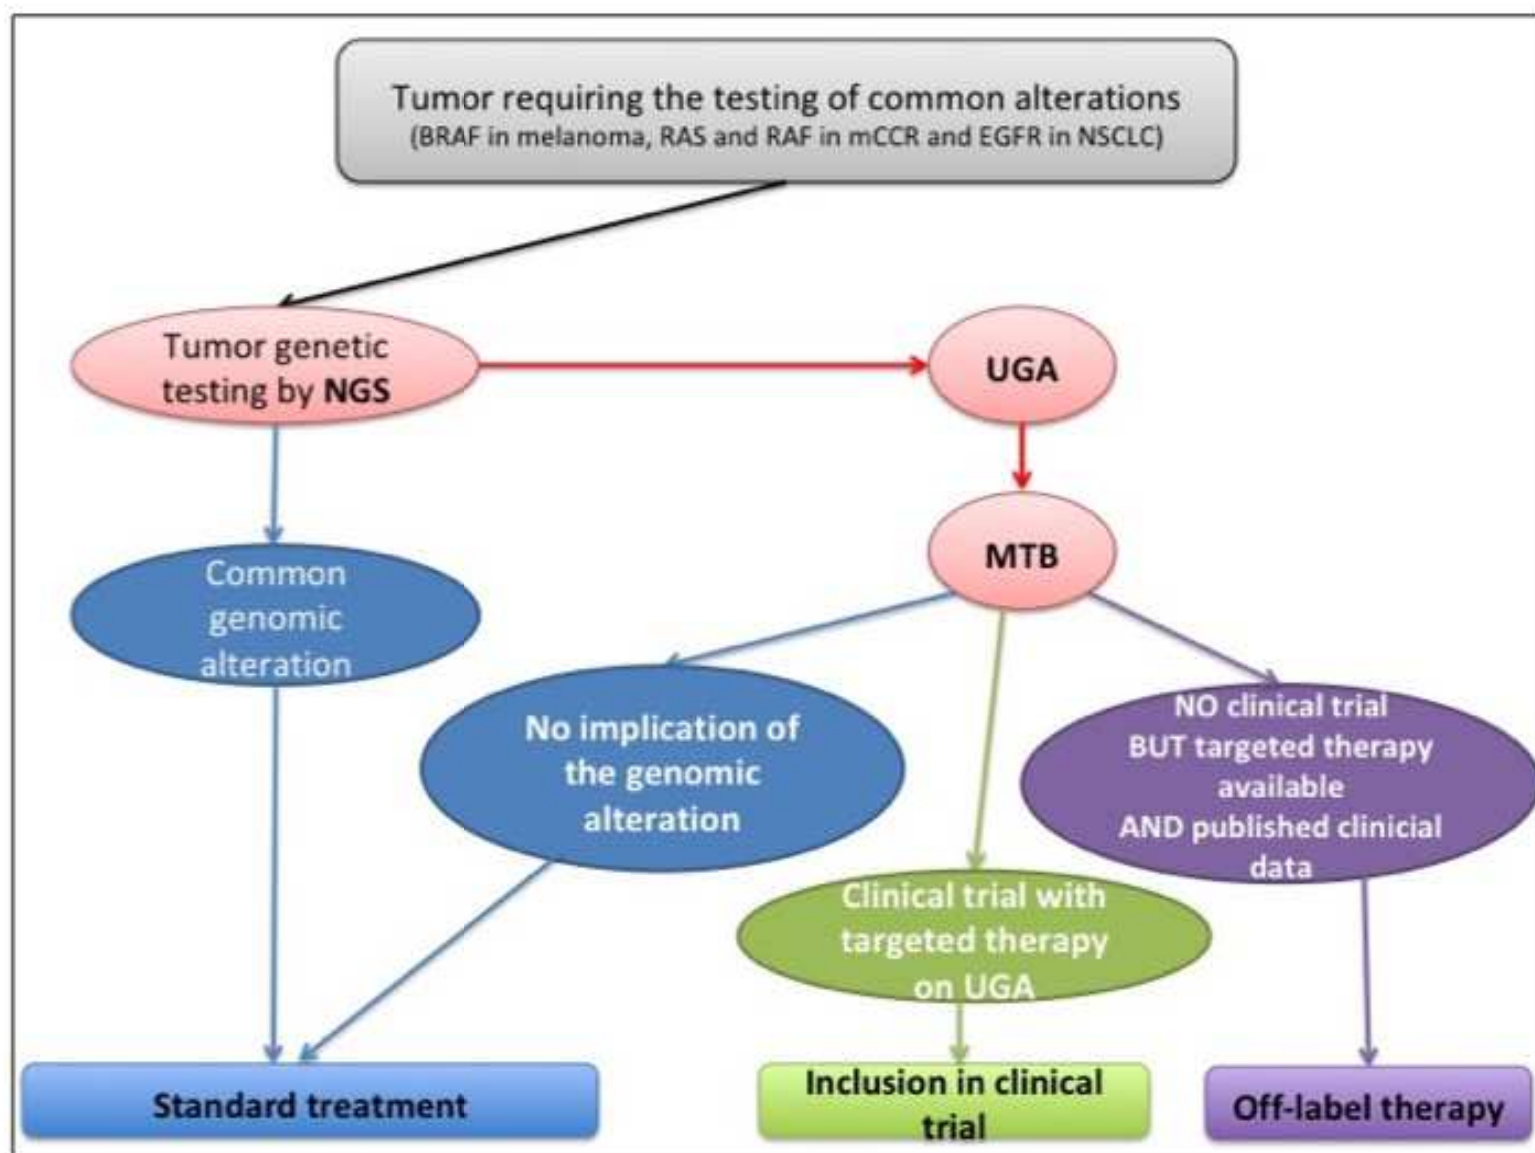 Tumor requiring the testing of common alterations
(BRAF in melanoma, RAS and RAF in mCCR and EGFR in NSCLC)
Tumor genetic
testing by NGS
UGA
MTB
Common
genomic
alteration
No implication of
the genomic
alteration
NO clinical trial
BUT targeted therapy
available
AND published clinicial
data
Clinical trial with
targeted therapy
on UGA
Standard treatment
Inclusion in clinical
trial
Off-label therapy